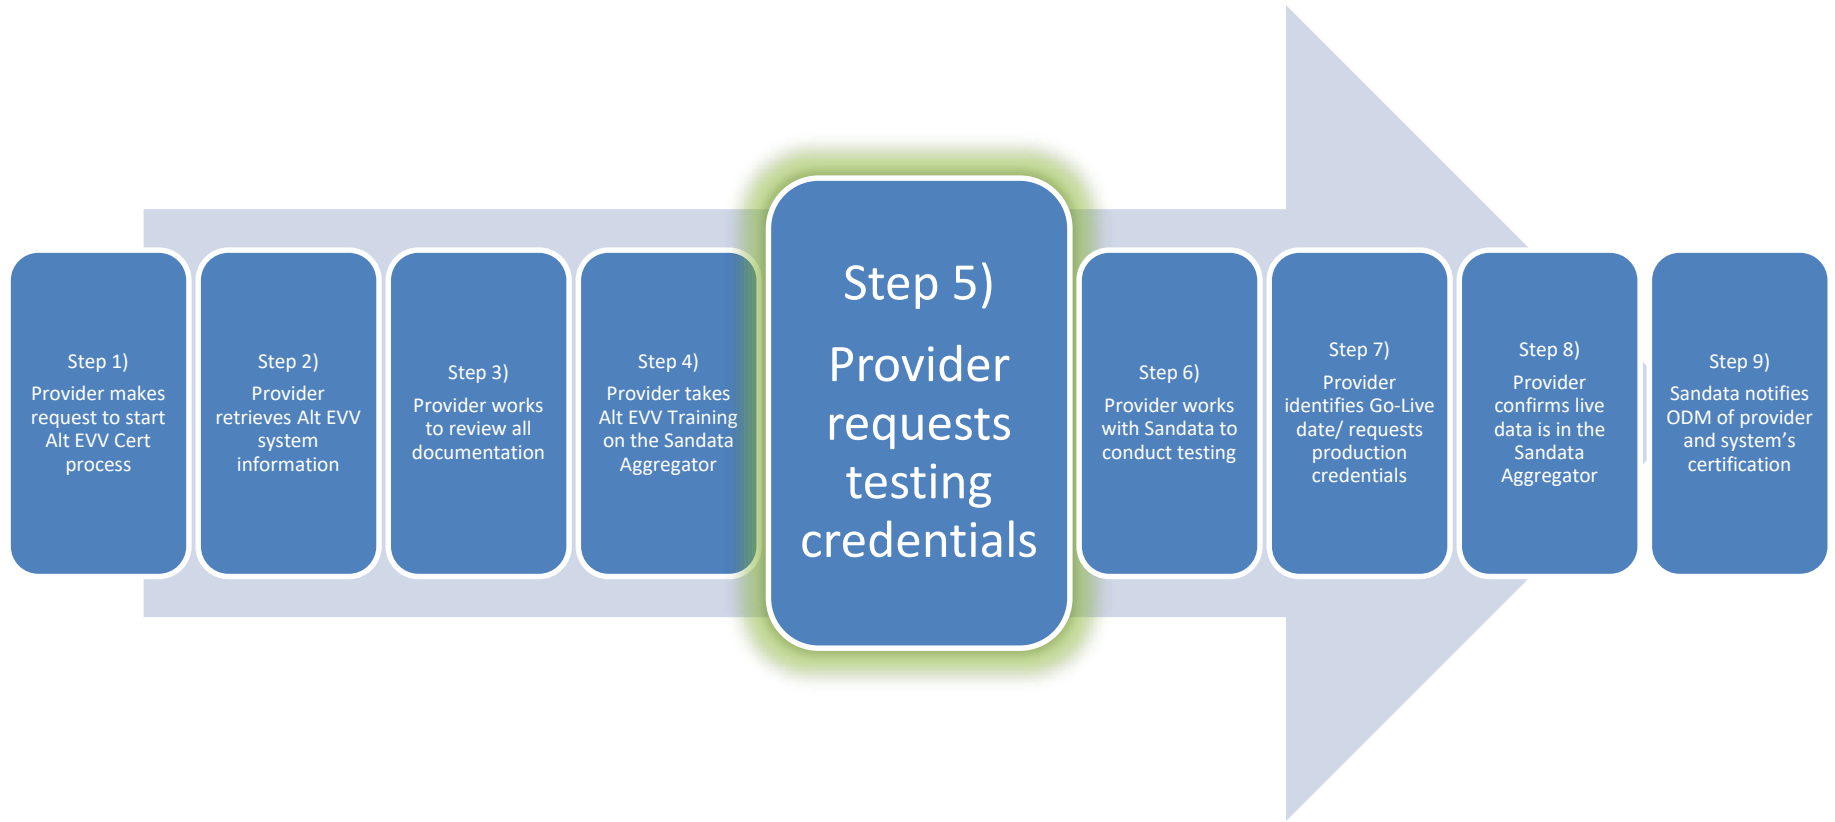 Step 1)
Provider makes
request to start
Alt EVV Cert
process
Step 2)
Provider
retrieves Alt EVV
system
information
Step 3)
Provider works
to review all
documentation
Step 4)
Provider takes
Alt EVV Training
on the Sandata
Aggregator
Step 5)
Provider
requests
testing
credentials
Step 6)
Provider works
with Sandata to
conduct testing
Step 7)
Provider
identifies Go-Live
date/ requests
production
credentials
Step 8)
Provider
confirms live
data is in the
Sandata
Aggregator
Step 9)
Sandata notifies
ODM of provider
and system’s
certification